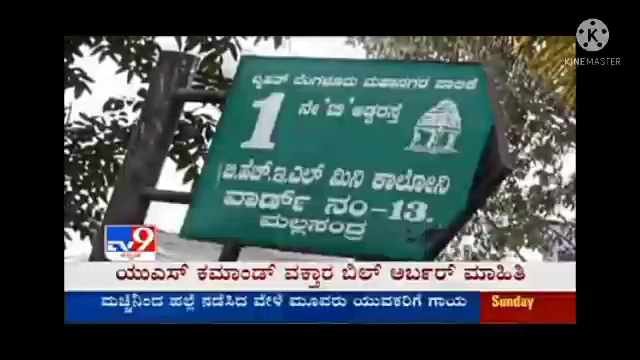 KINEMASTER
ಬೃಹತ್ ಬೆಂಗಳೂರು ಮಹಾನಗರ ಪಾಲಿಕೆ
1 ನೇ 'ಬಿ' ಅಡ್ಡರಸ್ತೆ
ಬಿ.ಹೆಚ್.ಇ.ಎಲ್ ಮಿನಿ ಕಾಲೋನಿ
ವಾರ್ಡ್ ನಂ-13.
ಮಲ್ಲಸಂದ್ರ
TV9
ಯುಎಸ್ ಕಮಾಂಡ್ ವಕ್ತಾರ ಬಿಲ್ ಅರ್ಬರ್ ಮಾಹಿತಿ
ಮಚ್ಚಿನಿಂದ ಹಲ್ಲೆ ನಡೆಸಿದ ವೇಳೆ ಮೂವರು ಯುವಕರಿಗೆ ಗಾಯ Sunday